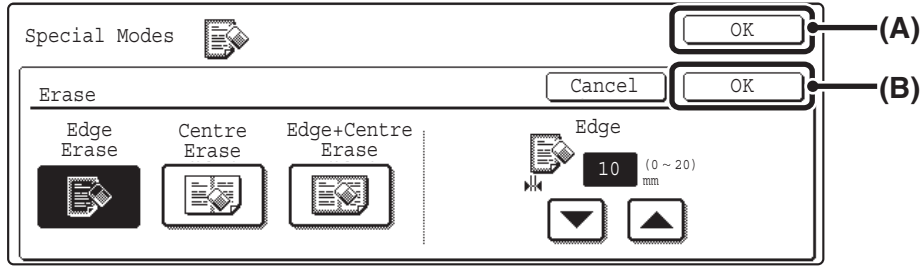 Special Modes
OK
(A)
Erase
Cancel
OK
(B)
Edge
Erase
Centre
Erase
Edge+Centre
Erase
Edge
10
(0~20)
mm